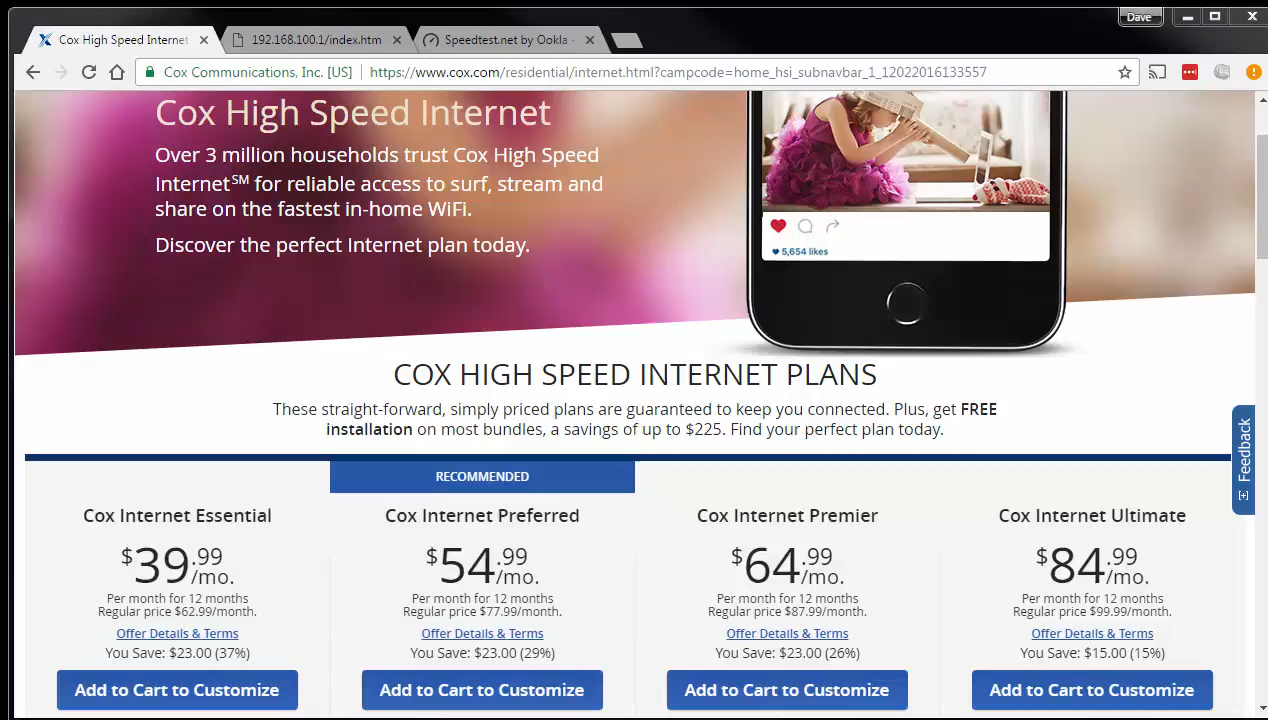 Dave
Cox High Speed Internet
192.168.100.1/index.htm
Speedtest.net by Ookla -
Cox Communications, Inc. [US]
https://www.cox.com/residential/internet.html?campcode=home_hsi_subnavbar_1_12022016133557
Cox High Speed Internet
Over 3 million households trust Cox High Speed
Internet℠ for reliable access to surf, stream and
share on the fastest in-home WiFi.
Discover the perfect Internet plan today.
5,654 likes
COX HIGH SPEED INTERNET PLANS
These straight-forward, simply priced plans are guaranteed to keep you connected. Plus, get FREE
installation on most bundles, a savings of up to $225. Find your perfect plan today.
Feedback
RECOMMENDED
Cox Internet Essential
$39.99/mo.
Per month for 12 months
Regular price $62.99/month.
Offer Details & Terms
You Save: $23.00 (37%)
Add to Cart to Customize
Cox Internet Preferred
$54.99/mo.
Per month for 12 months
Regular price $77.99/month.
Offer Details & Terms
You Save: $23.00 (29%)
Add to Cart to Customize
Cox Internet Premier
$64.99/mo.
Per month for 12 months
Regular price $87.99/month.
Offer Details & Terms
You Save: $23.00 (26%)
Add to Cart to Customize
Cox Internet Ultimate
$84.99/mo.
Per month for 12 months
Regular price $99.99/month.
Offer Details & Terms
You Save: $15.00 (15%)
Add to Cart to Customize